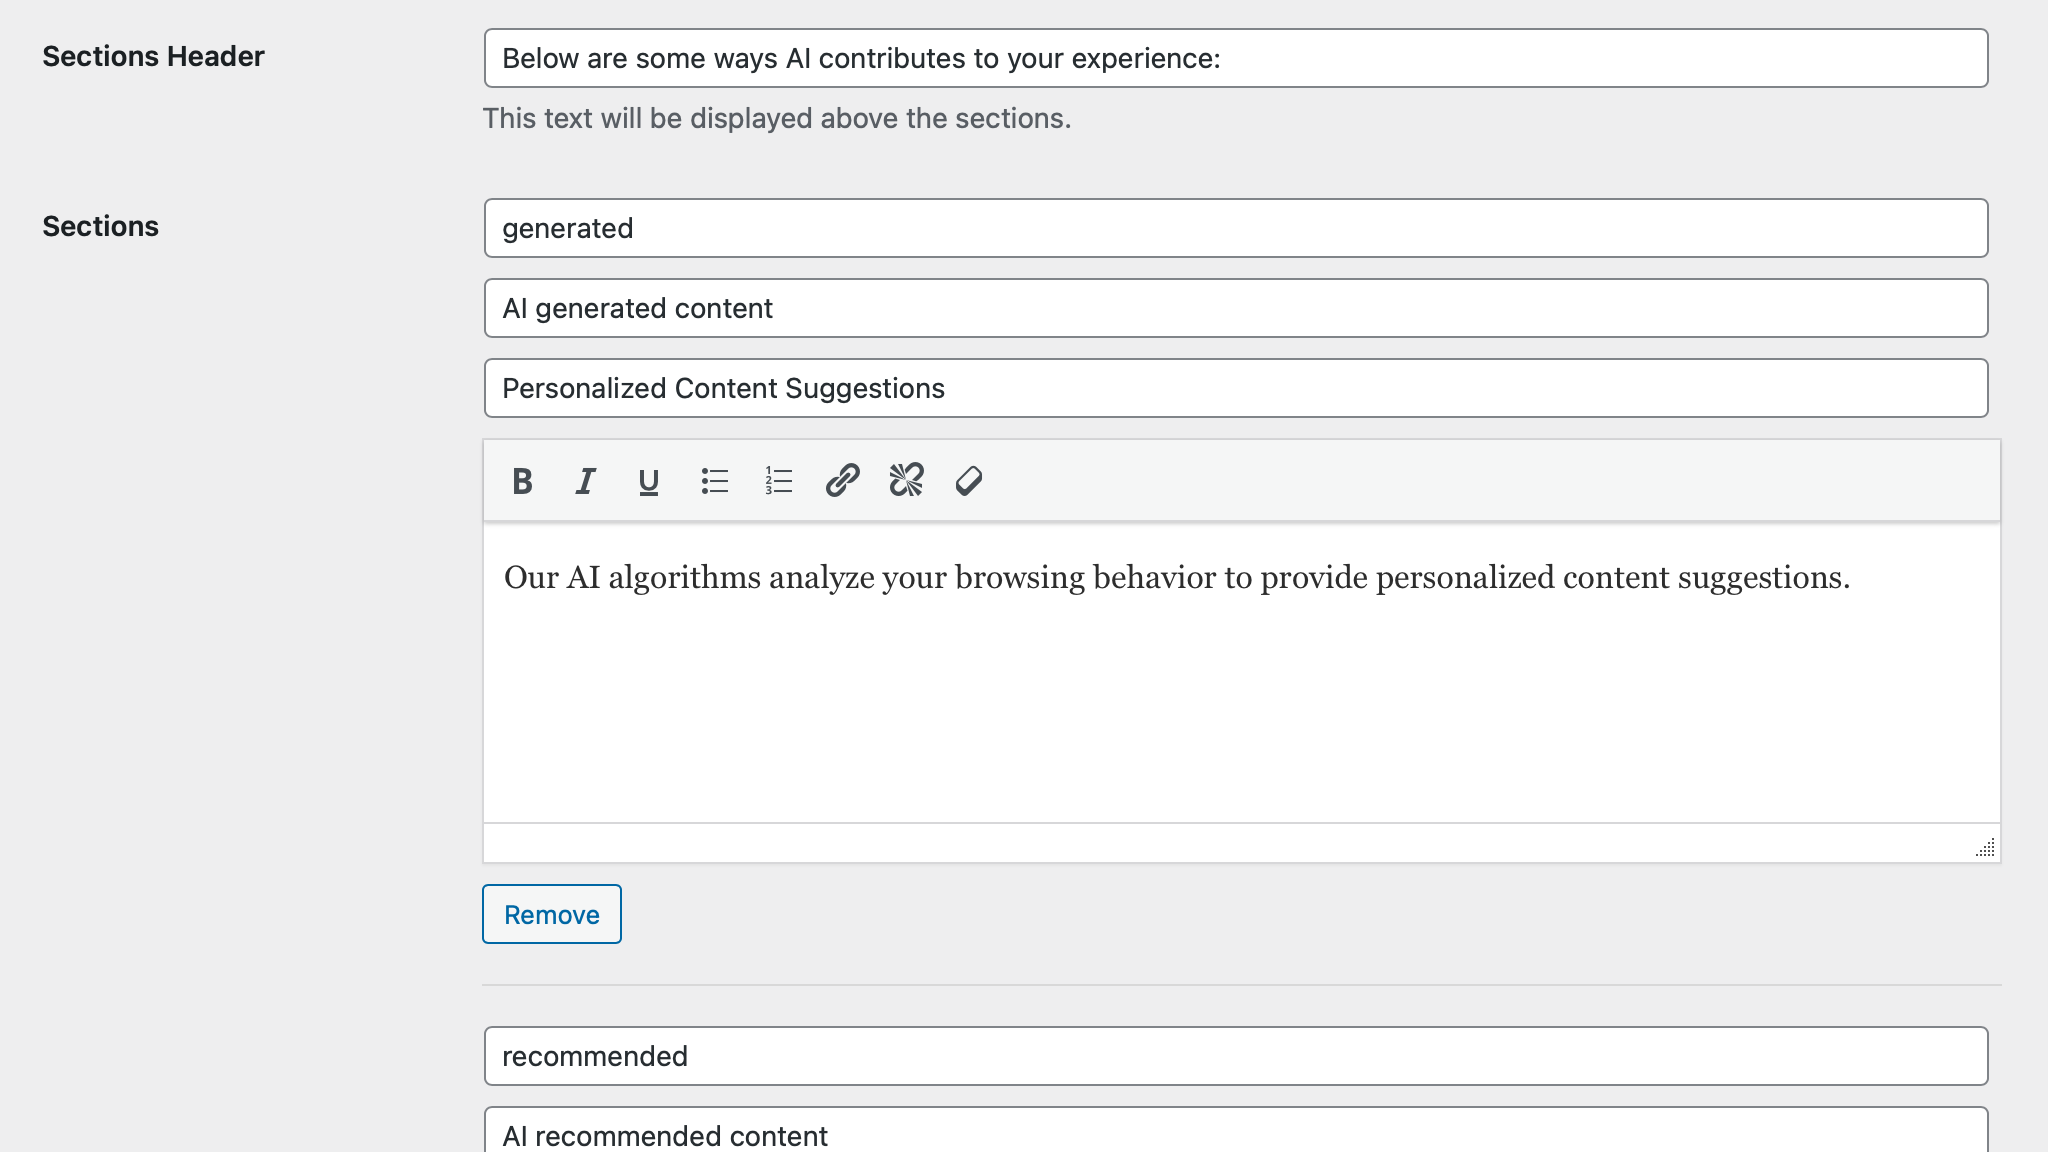 Sections Header
Below are some ways AI contributes to your experience:
This text will be displayed above the sections.
Sections
generated
AI generated content
Personalized Content Suggestions
B I U
Our AI algorithms analyze your browsing behavior to provide personalized content suggestions.
Remove
recommended
AI recommended content